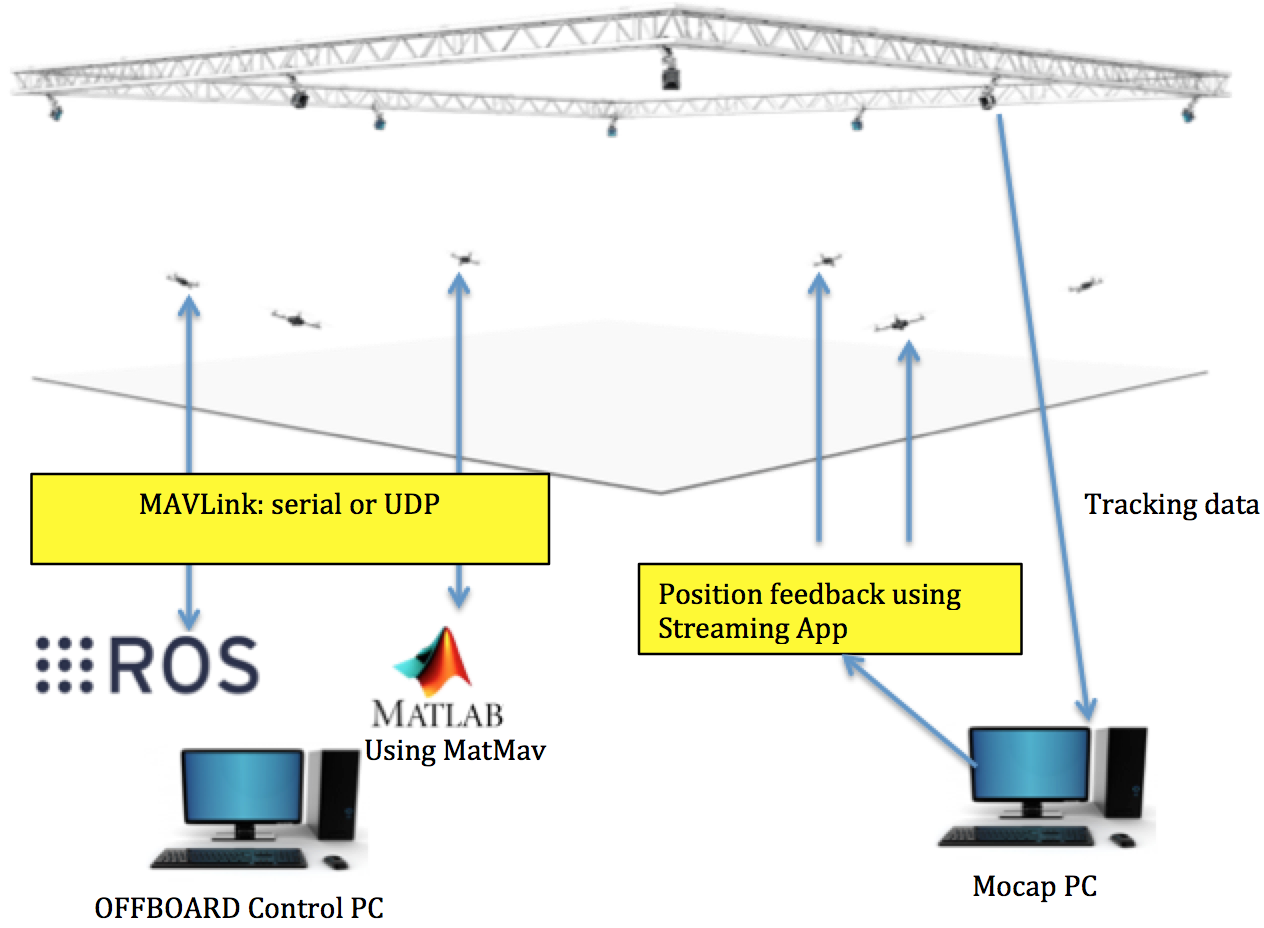 MAVLink: serial or UDP
Tracking data
Position feedback using
Streaming App
ROS
MATLAB
Using MatMav
OFFBOARD Control PC
Mocap PC